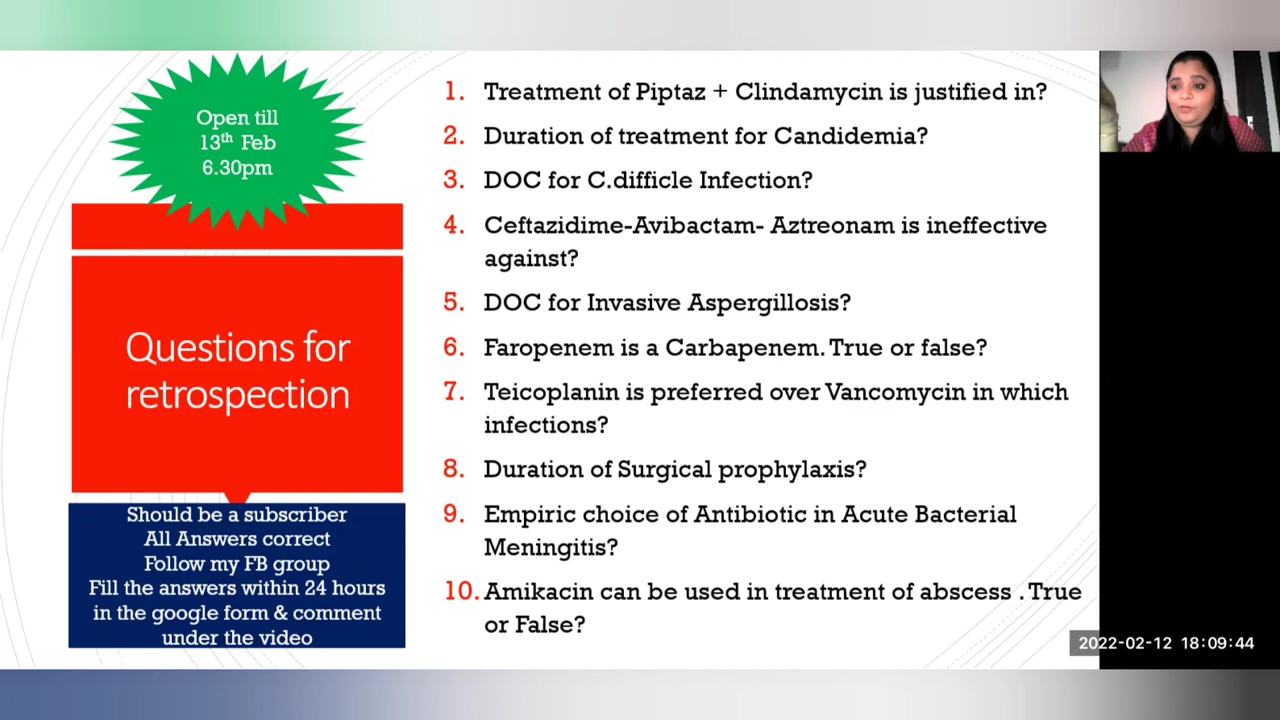 Open till
13th Feb
6.30pm
Questions for
retrospection
Should be a subscriber
All Answers correct
Follow my FB group
Fill the answers within 24 hours
in the google form & comment
under the video
1. Treatment of Piptaz + Clindamycin is justified in?
2. Duration of treatment for Candidemia?
3. DOC for C.difficle Infection?
4. Ceftazidime-Avibactam- Aztreonam is ineffective
against?
5. DOC for Invasive Aspergillosis?
6. Faropenem is a Carbapenem. True or false?
7. Teicoplanin is preferred over Vancomycin in which
infections?
8. Duration of Surgical prophylaxis?
9. Empiric choice of Antibiotic in Acute Bacterial
Meningitis?
10. Amikacin can be used in treatment of abscess . True
or False?
2022-02-12 18:09:44